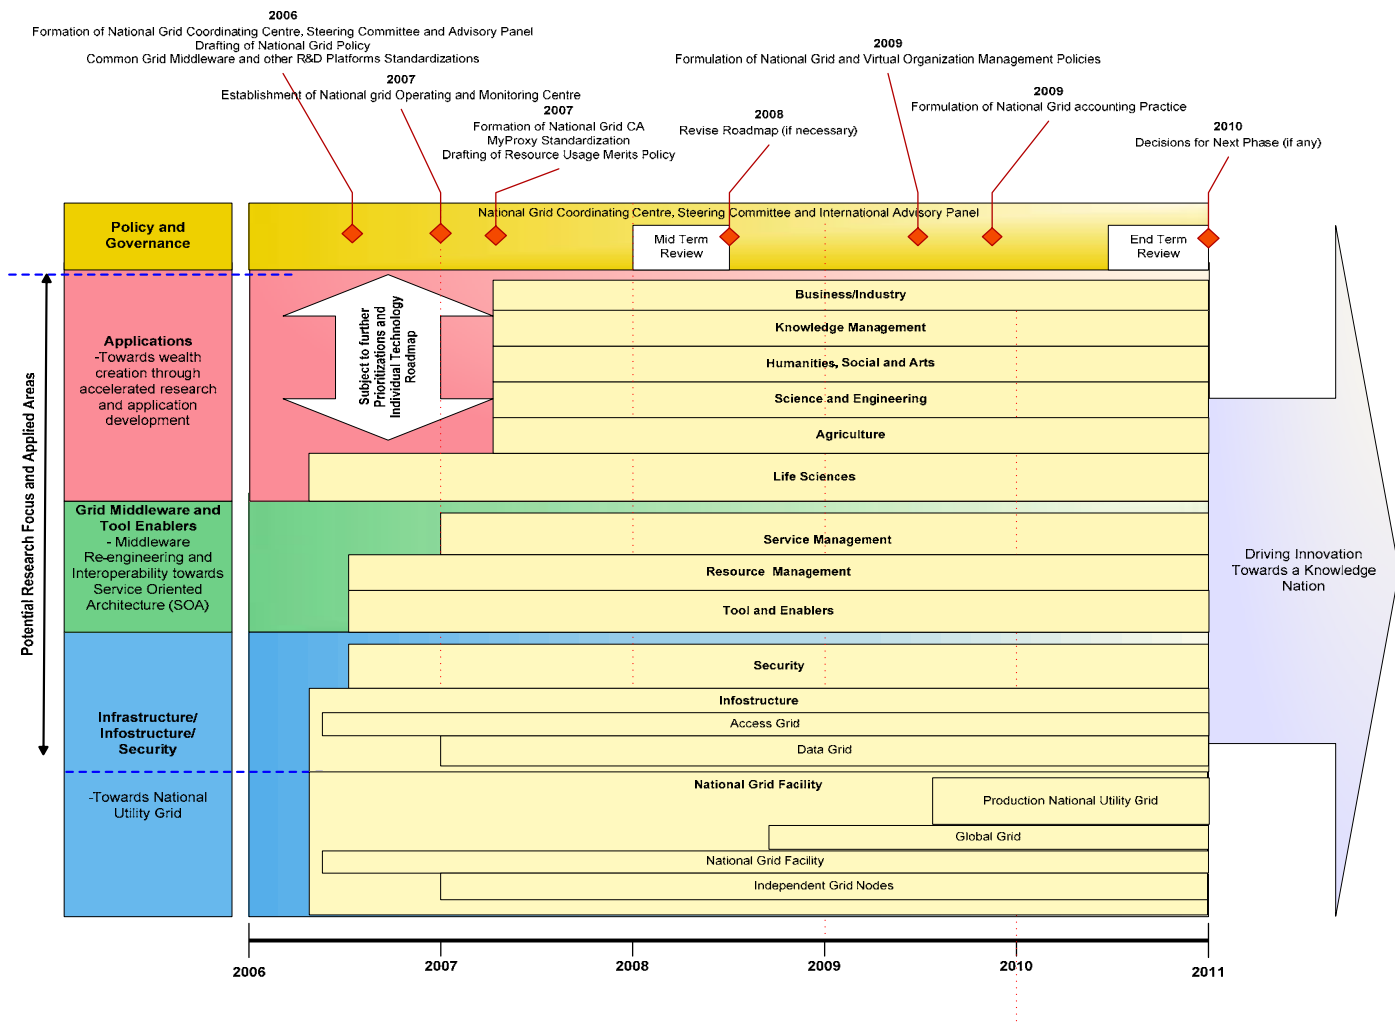 2006
Formation of National Grid Coordinating Centre, Steering Committee and Advisory Panel
Drafting of National Grid Policy
Common Grid Middleware and other R&D Platforms Standardizations
2007
Establishment of National grid Operating and Monitoring Centre
2007
Formation of National Grid CA
MyProxy Standardization
Drafting of Resource Usage Merits Policy
2008
Revise Roadmap (if necessary)
2009
Formulation of National Grid and Virtual Organization Management Policies
2009
Formulation of National Grid accounting Practice
2010
Decisions for Next Phase (if any)
Policy and
Governance
National Grid Coordinating Centre, Steering Committee and International Advisory Panel
Mid Term
Review
End Term
Review
Potential Research Focus and Applied Areas
Applications
-Towards wealth
creation through
accelerated research
and application
development
Subject to further
Prioritizations and
Individual Technology
Roadmap
Business/Industry
Knowledge Management
Humanities, Social and Arts
Science and Engineering
Agriculture
Life Sciences
Grid Middleware and
Tool Enablers
- Middleware
Re-engineering and
Interoperability towards
Service Oriented
Architecture (SOA)
Service Management
Resource Management
Tool and Enablers
Infrastructure/
Infostructure/
Security
-Towards National
Utility Grid
Security
Infostructure
Access Grid
Data Grid
National Grid Facility
Production National Utility Grid
Global Grid
National Grid Facility
Independent Grid Nodes
Driving Innovation
Towards a Knowledge
Nation
2006
2007
2008
2009
2010
2011